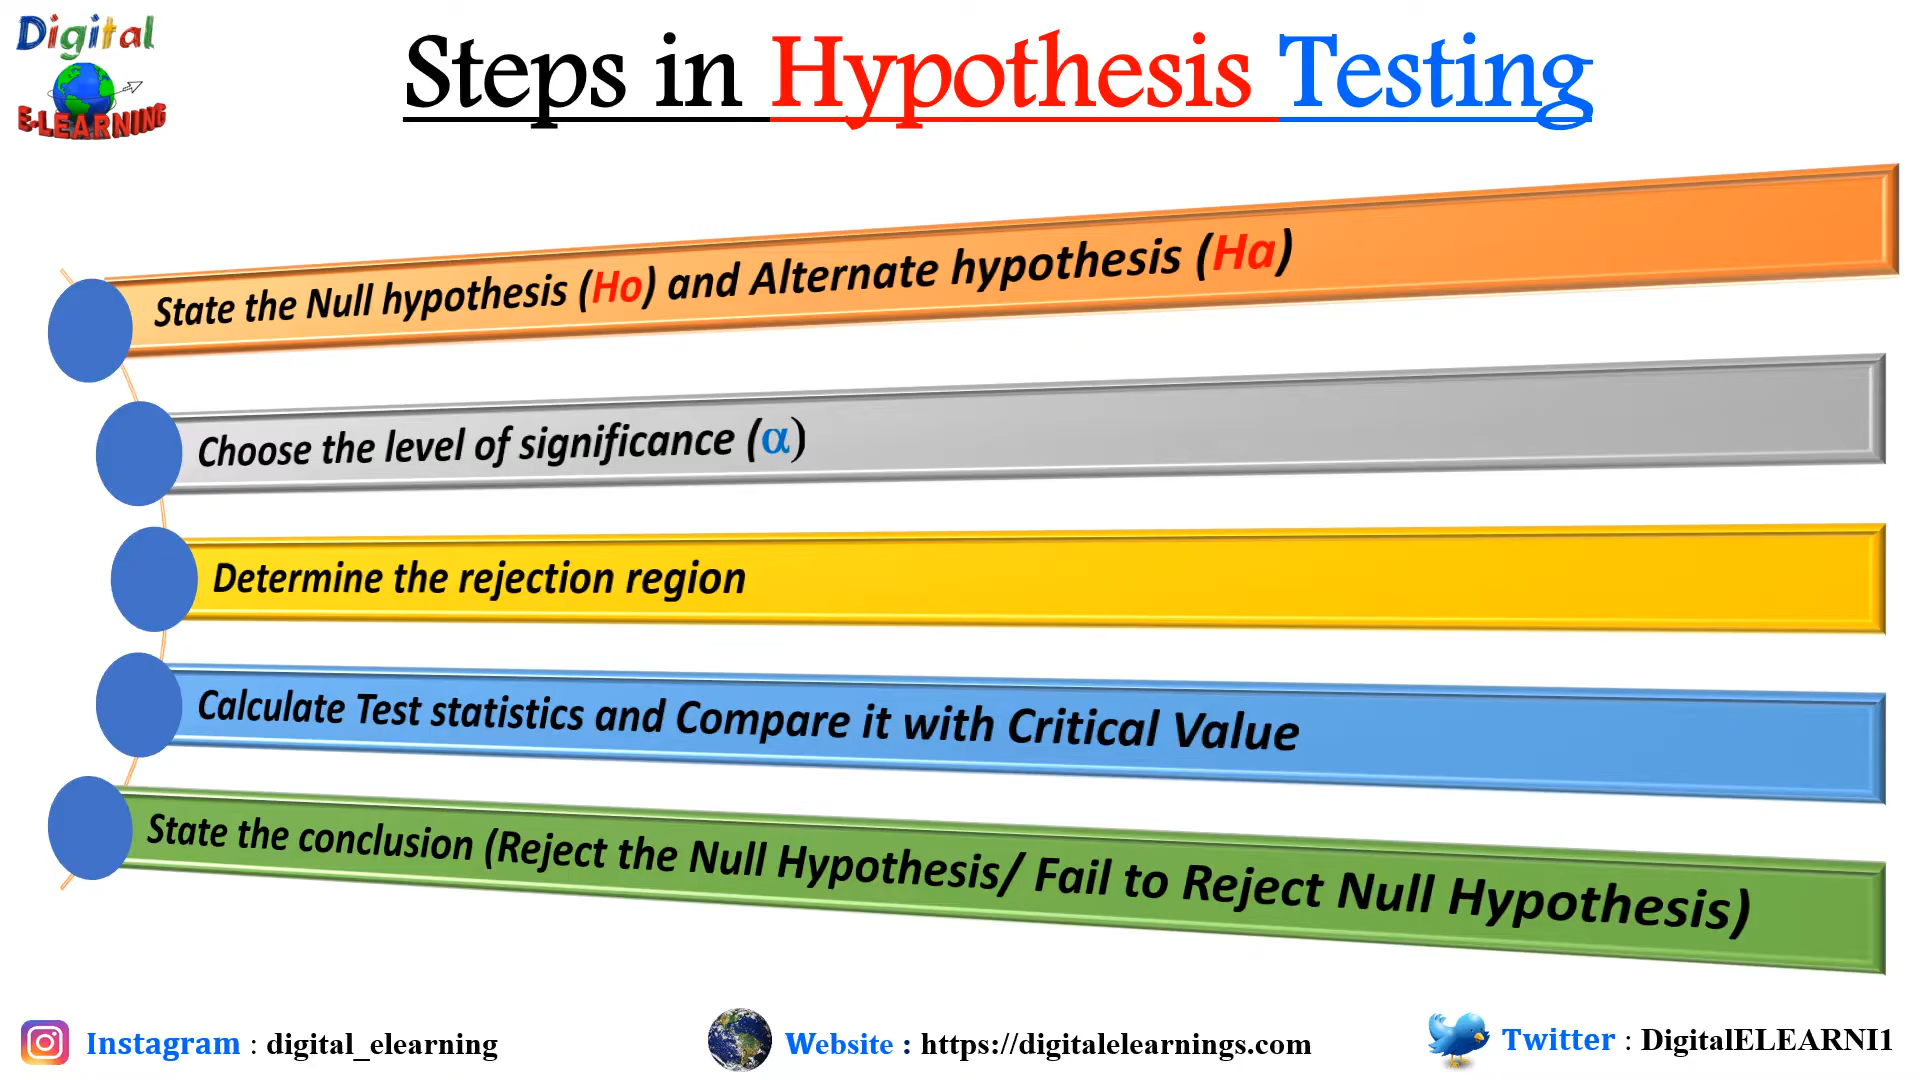 Digital
E-LEARNING
Steps in Hypothesis Testing
State the Null hypothesis (Ho) and Alternate hypothesis (Ha)
Choose the level of significance (α)
Determine the rejection region
Calculate Test statistics and Compare it with Critical Value
State the conclusion (Reject the Null Hypothesis/ Fail to Reject Null Hypothesis)
Instagram : digital_elearning
Website : https://digitalelearnings.com
Twitter : DigitalELEARNI1